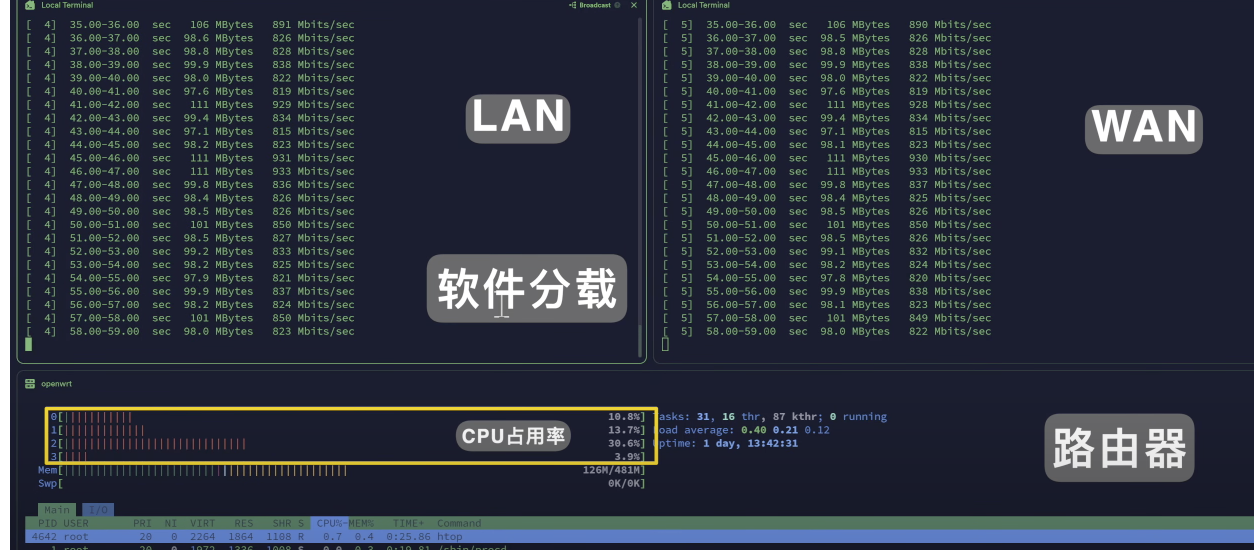 Local Terminal
Broadcast
[ 4] 35.00-36.00 sec 106 MBytes 891 Mbits/sec
[ 4] 36.00-37.00 sec 98.6 MBytes 826 Mbits/sec
[ 4] 37.00-38.00 sec 98.8 MBytes 828 Mbits/sec
[ 4] 38.00-39.00 sec 99.9 MBytes 838 Mbits/sec
[ 4] 39.00-40.00 sec 98.0 MBytes 822 Mbits/sec
[ 4] 40.00-41.00 sec 97.6 MBytes 819 Mbits/sec
[ 4] 41.00-42.00 sec 111 MBytes 929 Mbits/sec
[ 4] 42.00-43.00 sec 99.4 MBytes 834 Mbits/sec
[ 4] 43.00-44.00 sec 97.1 MBytes 815 Mbits/sec
[ 4] 44.00-45.00 sec 98.2 MBytes 823 Mbits/sec
[ 4] 45.00-46.00 sec 111 MBytes 931 Mbits/sec
[ 4] 46.00-47.00 sec 111 MBytes 933 Mbits/sec
[ 4] 47.00-48.00 sec 99.8 MBytes 836 Mbits/sec
[ 4] 48.00-49.00 sec 98.4 MBytes 826 Mbits/sec
[ 4] 49.00-50.00 sec 98.5 MBytes 826 Mbits/sec
[ 4] 50.00-51.00 sec 101 MBytes 850 Mbits/sec
[ 4] 51.00-52.00 sec 98.5 MBytes 827 Mbits/sec
[ 4] 52.00-53.00 sec 99.2 MBytes 833 Mbits/sec
[ 4] 53.00-54.00 sec 98.2 MBytes 825 Mbits/sec
[ 4] 54.00-55.00 sec 97.9 MBytes 821 Mbits/sec
[ 4] 55.00-56.00 sec 99.9 MBytes 837 Mbits/sec
[ 4] 56.00-57.00 sec 98.2 MBytes 824 Mbits/sec
[ 4] 57.00-58.00 sec 101 MBytes 850 Mbits/sec
[ 4] 58.00-59.00 sec 98.0 MBytes 823 Mbits/sec
LAN
软件分载
Local Terminal
[ 5] 35.00-36.00 sec 106 MBytes 890 Mbits/sec
[ 5] 36.00-37.00 sec 98.5 MBytes 826 Mbits/sec
[ 5] 37.00-38.00 sec 98.8 MBytes 828 Mbits/sec
[ 5] 38.00-39.00 sec 99.9 MBytes 838 Mbits/sec
[ 5] 39.00-40.00 sec 98.0 MBytes 822 Mbits/sec
[ 5] 40.00-41.00 sec 97.6 MBytes 819 Mbits/sec
[ 5] 41.00-42.00 sec 111 MBytes 928 Mbits/sec
[ 5] 42.00-43.00 sec 99.4 MBytes 834 Mbits/sec
[ 5] 43.00-44.00 sec 97.1 MBytes 815 Mbits/sec
[ 5] 44.00-45.00 sec 98.1 MBytes 823 Mbits/sec
[ 5] 45.00-46.00 sec 111 MBytes 930 Mbits/sec
[ 5] 46.00-47.00 sec 111 MBytes 933 Mbits/sec
[ 5] 47.00-48.00 sec 99.8 MBytes 837 Mbits/sec
[ 5] 48.00-49.00 sec 98.4 MBytes 825 Mbits/sec
[ 5] 49.00-50.00 sec 98.5 MBytes 826 Mbits/sec
[ 5] 50.00-51.00 sec 101 MBytes 850 Mbits/sec
[ 5] 51.00-52.00 sec 98.5 MBytes 826 Mbits/sec
[ 5] 52.00-53.00 sec 99.1 MBytes 832 Mbits/sec
[ 5] 53.00-54.00 sec 98.2 MBytes 824 Mbits/sec
[ 5] 54.00-55.00 sec 97.8 MBytes 820 Mbits/sec
[ 5] 55.00-56.00 sec 99.9 MBytes 838 Mbits/sec
[ 5] 56.00-57.00 sec 98.1 MBytes 823 Mbits/sec
[ 5] 57.00-58.00 sec 101 MBytes 849 Mbits/sec
[ 5] 58.00-59.00 sec 98.0 MBytes 822 Mbits/sec
WAN
openwrt
0[ 10.8%]
1[ 13.7%]
2[ 30.6%]
3[ 3.9%]
Mem[ 126M/481M]
Swp[ 0K/0K]
CPU占用率
asks: 31, 16 thr, 87 kthr; 0 running
oad average: 0.40 0.21 0.12
ptime: 1 day, 13:42:31
路由器
Main I/O
PID USER PRI NI VIRT RES SHR S CPU%-MEM% TIME+ Command
4642 root 20 0 2264 1864 1108 R 0.7 0.4 0:25.86 htop
1 root 20 0 1972 1336 1008 S 0.0 0.3 0:19.81 /sbin/procd